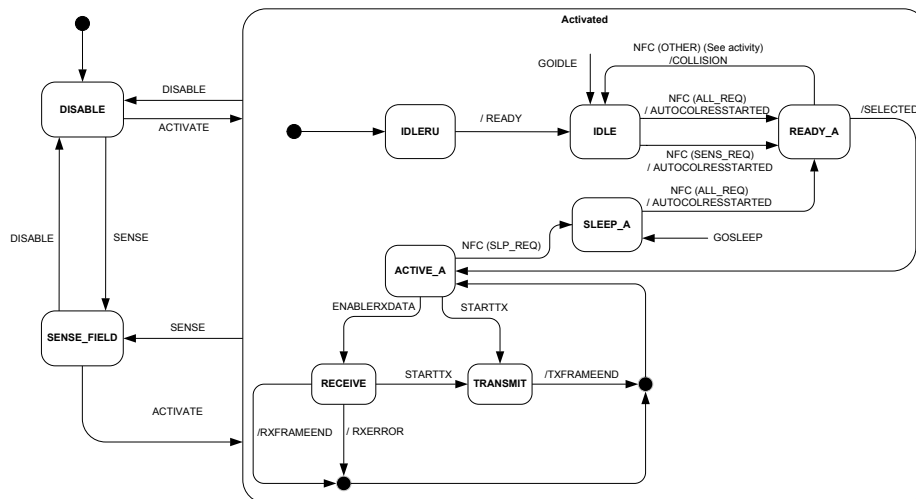 Activated
NFC (OTHER) (See activity)
/COLLISION
GOIDLE
DISABLE
DISABLE
ACTIVATE
NFC (ALL_REQ)
/ AUTOCOLRESSTARTED
/SELECTED
IDLERU
/ READY
IDLE
READY_A
NFC (SENS_REQ)
/ AUTOCOLRESSTARTED
NFC (ALL_REQ)
/ AUTOCOLRESSTARTED
SLEEP_A
GOSLEEP
DISABLE
SENSE
NFC (SLP_REQ)
ACTIVE_A
ENABLERXDATA
STARTTX
SENSE_FIELD
SENSE
RECEIVE
STARTTX
TRANSMIT
/TXFRAMEEND
ACTIVATE
/RXFRAMEEND
/ RXERROR